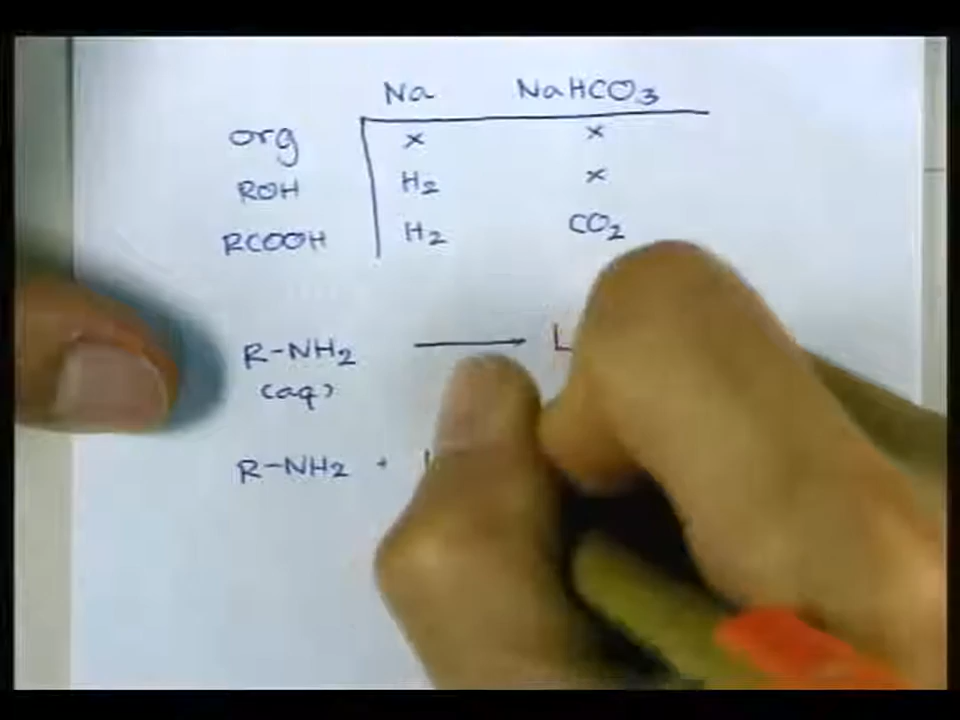 Na NaHCO₃
org × ×
ROH H₂ ×
RCOOH H₂ CO₂
R-NH₂ ⟶ L
(aq)
R-NH₂ +